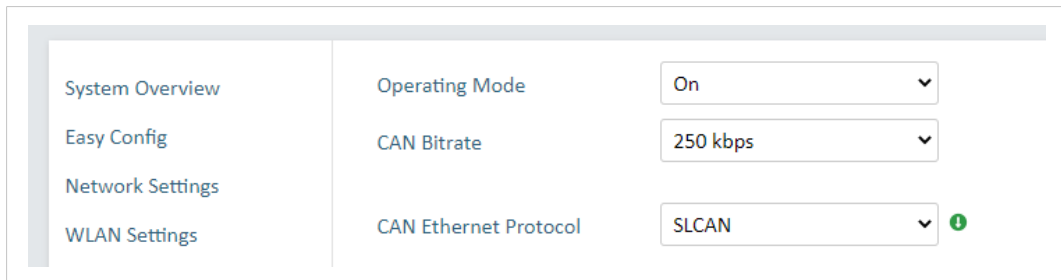 System Overview
Easy Config
Network Settings
WLAN Settings
Operating Mode
On
CAN Bitrate
250 kbps
CAN Ethernet Protocol
SLCAN